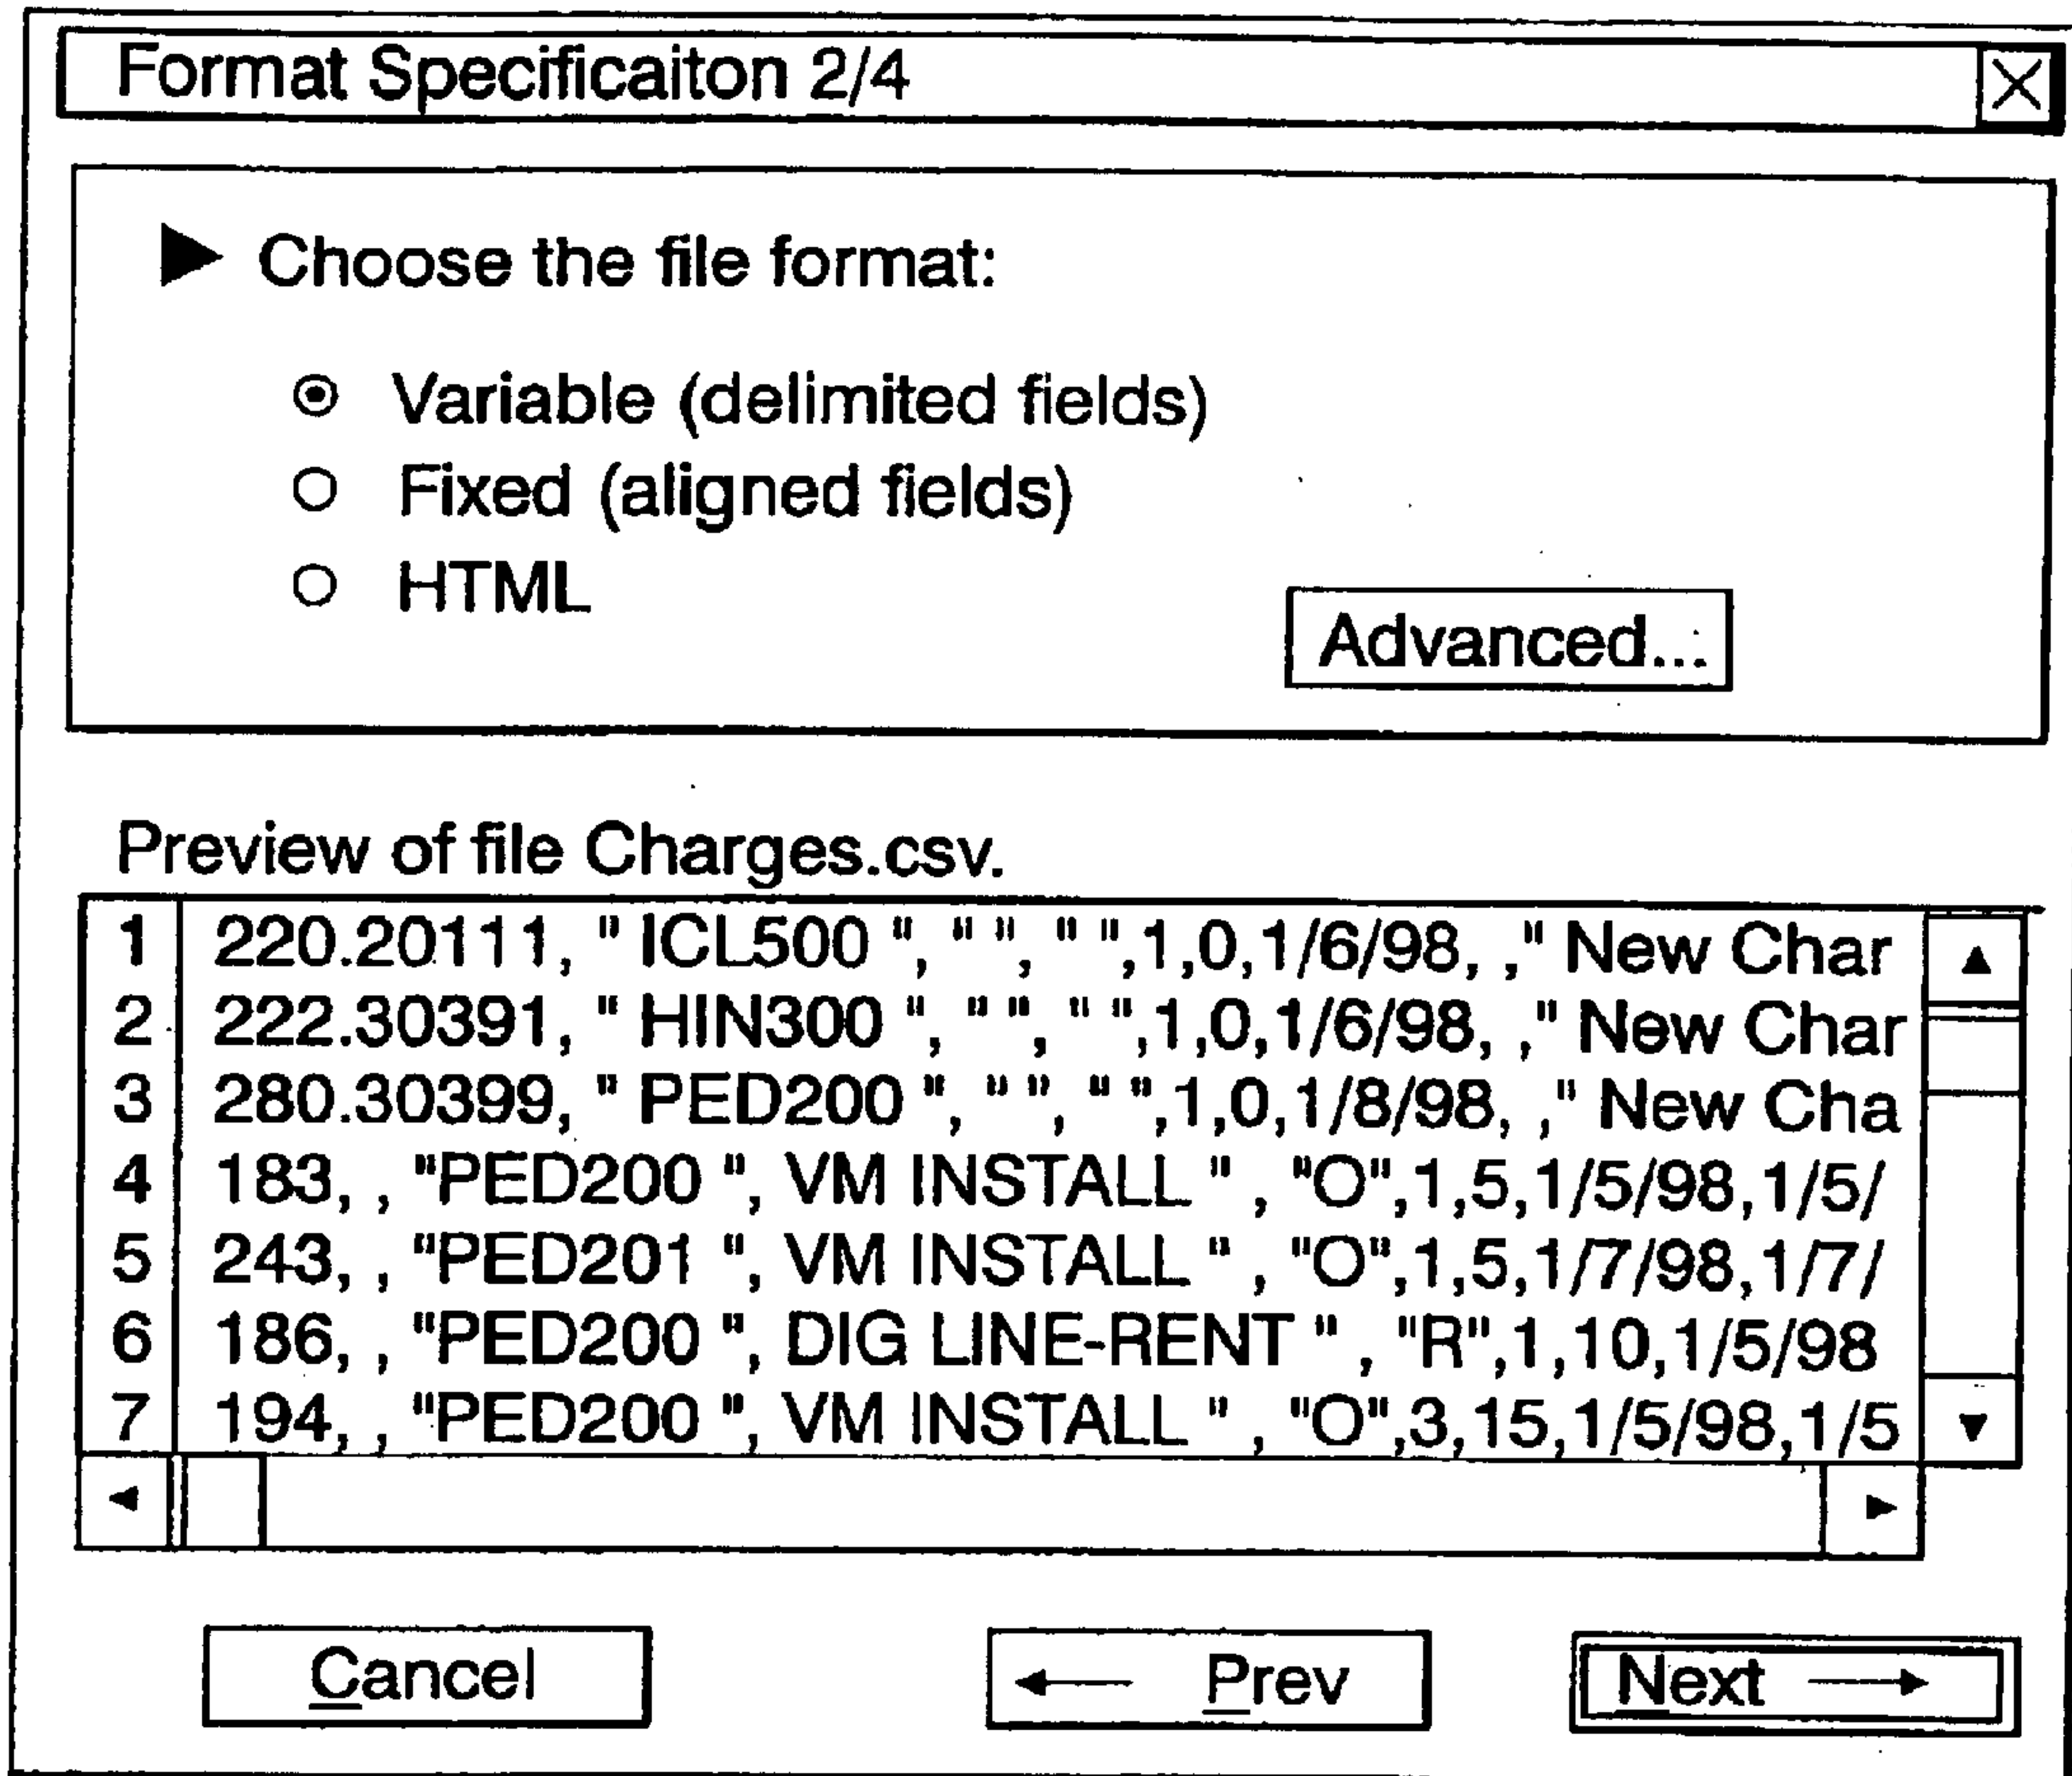 Format Specificaiton 2/4
Choose the file format:
Variable (delimited fields)
Fixed (aligned fields)
HTML
Advanced...
Preview of file Charges.csv.
1 220.20111, " ICL500 ", " ", " ",1,0,1/6/98, ," New Char
2 222.30391, " HIN300 ", " ", " ",1,0,1/6/98, ," New Char
3 280.30399, " PED200 ", " ", " ",1,0,1/8/98, ," New Cha
4 183, , "PED200 ", VM INSTALL " , "O",1,5,1/5/98,1/5/
5 243, , "PED201 ", VM INSTALL " , "O",1,5,1/7/98,1/7/
6 186, , "PED200 ", DIG LINE-RENT " , "R",1,10,1/5/98
7 194, , "PED200 ", VM INSTALL " , "O",3,15,1/5/98,1/5
Cancel
← Prev
Next →